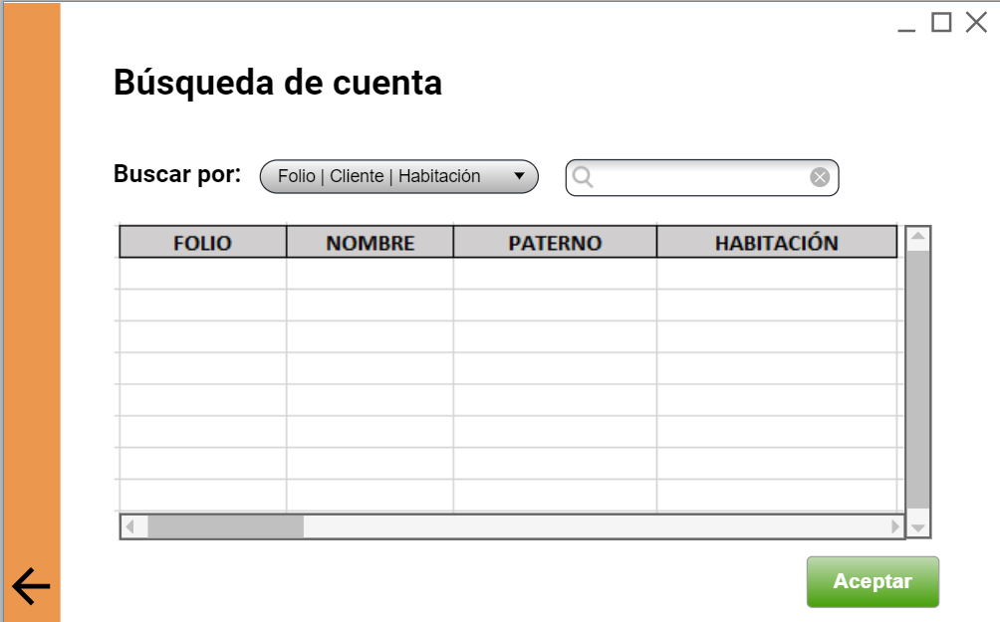 Búsqueda de cuenta
Buscar por: Folio | Cliente | Habitación
FOLIO NOMBRE PATERNO HABITACIÓN
Aceptar